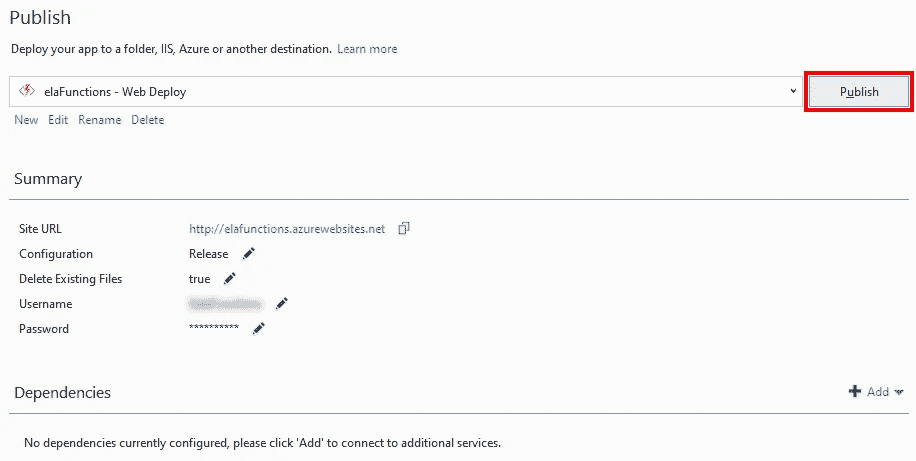 Publish
Deploy your app to a folder, IIS, Azure or another destination. Learn more
elaFunctions - Web Deploy
Publish
New Edit Rename Delete
Summary
Site URL http://elafunctions.azurewebsites.net
Configuration Release
Delete Existing Files true
Username
Password **********
Dependencies
Add
No dependencies currently configured, please click 'Add' to connect to additional services.